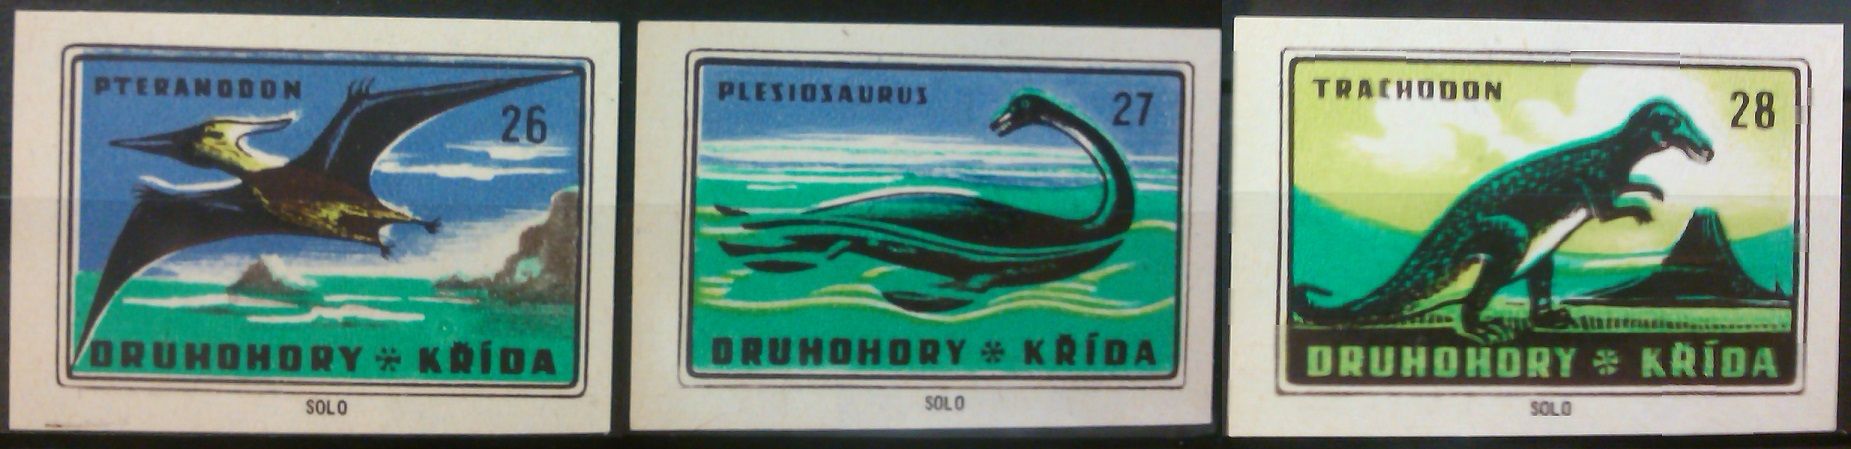 PTERANODON
26
DRUHOHORY * KŘÍDA
SOLO
PLESIOSAURUS
27
DRUHOHORY * KŘÍDA
SOLO
TRACHODON
28
DRUHOHORY * KŘÍDA
SOLO